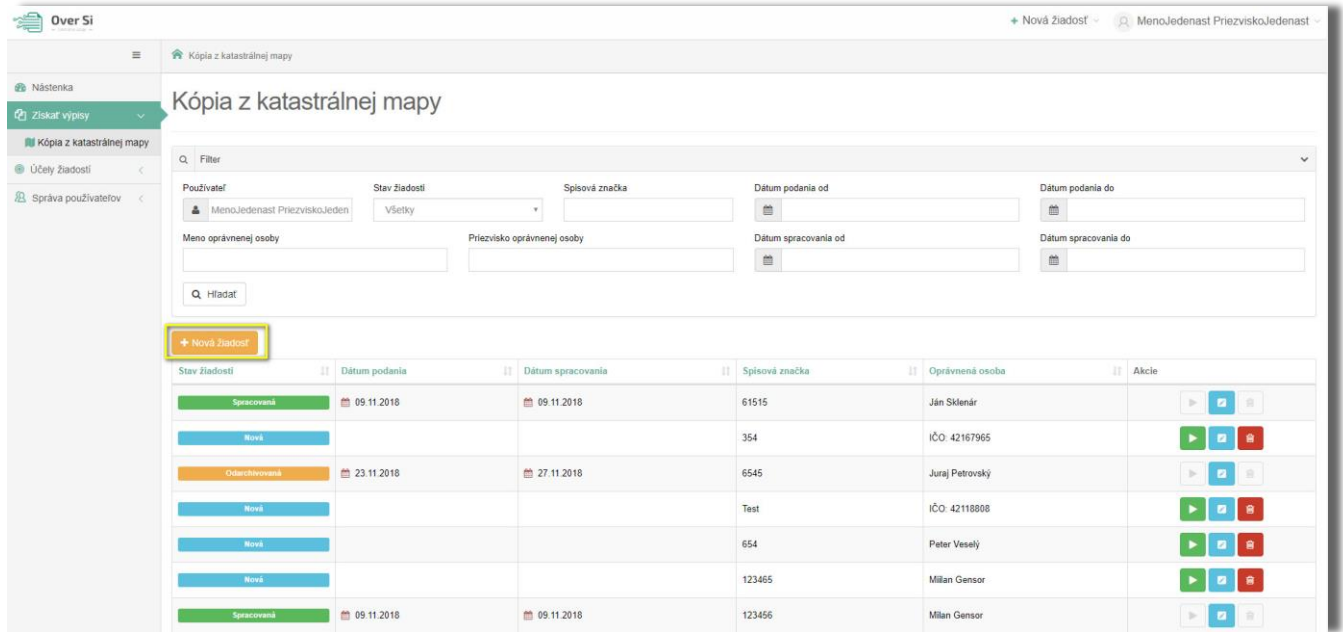 Over Si
+ Nová žiadosť
MenoJedenast PriezviskoJedenast
Kópia z katastrálnej mapy
Nástenka
Získať výpisy
Kópia z katastrálnej mapy
Účely žiadostí
Správa používateľov
Kópia z katastrálnej mapy
Filter
Používateľ Stav žiadosti Spisová značka Dátum podania od Dátum podania do
MenoJedenast PriezviskoJeden Všetky
Meno oprávnenej osoby Priezvisko oprávnenej osoby Dátum spracovania od Dátum spracovania do
Hľadať
+ Nová žiadosť
Stav žiadosti Dátum podania Dátum spracovania Spisová značka Oprávnená osoba Akcie
Spracovaná 09.11.2018 09.11.2018 61515 Ján Sklenár
Nová 354 IČO: 42167965
Odarchivovaná 23.11.2018 27.11.2018 6545 Juraj Petrovský
Nová Test IČO: 42118808
Nová 654 Peter Veselý
Nová 123465 Miilan Gensor
Spracovaná 09.11.2018 09.11.2018 123456 Milan Gensor